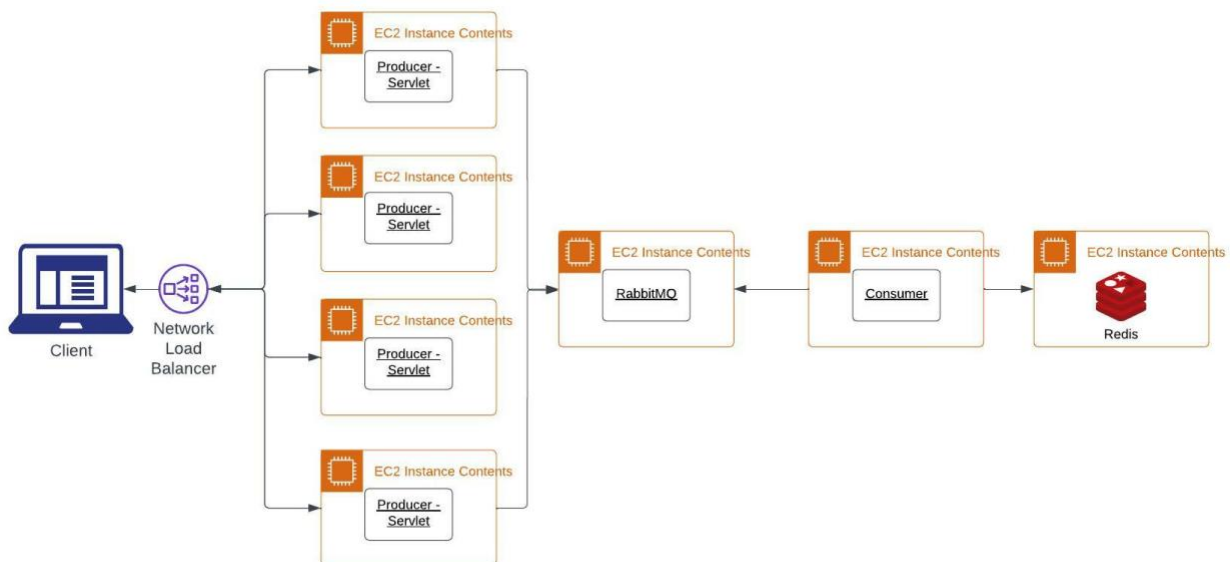 EC2 Instance Contents
Producer -
Servlet
EC2 Instance Contents
Producer -
Servlet
Client
Network
Load
Balancer
EC2 Instance Contents
Producer -
Servlet
EC2 Instance Contents
Producer -
Servlet
EC2 Instance Contents
RabbitMQ
EC2 Instance Contents
Consumer
EC2 Instance Contents
Redis